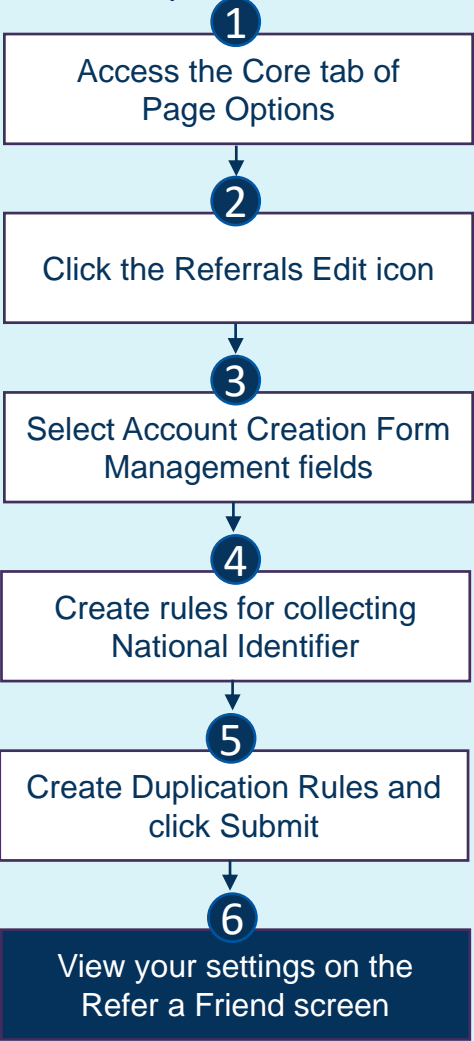 1
Access the Core tab of
Page Options
2
Click the Referrals Edit icon
3
Select Account Creation Form
Management fields
4
Create rules for collecting
National Identifier
5
Create Duplication Rules and
click Submit
6
View your settings on the
Refer a Friend screen